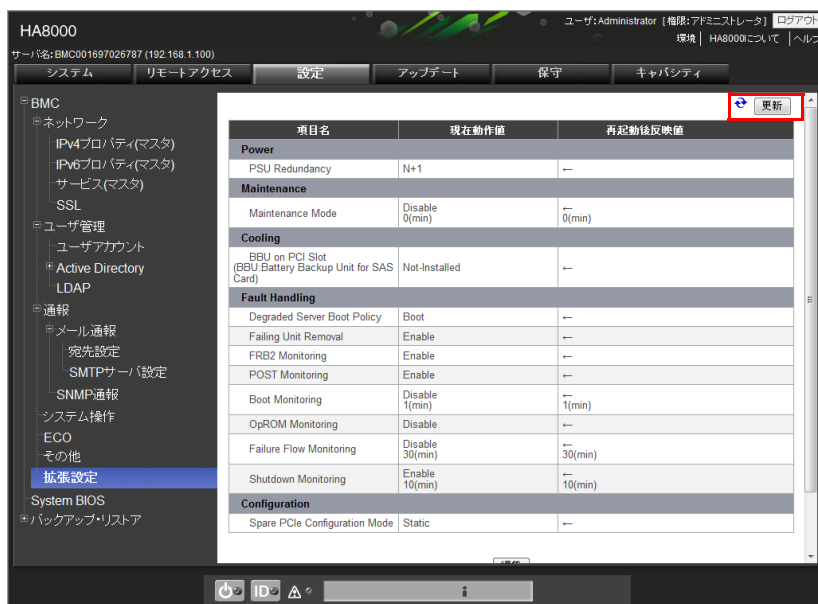 HA8000
ユーザ:Administrator [権限:アドミニストレータ] ログアウト
環境 | HA8000について | ヘルプ
サーバ名:BMC001697026787 (192.168.1.100)
システム
リモートアクセス
設定
アップデート
保守
キャパシティ
BMC
ネットワーク
IPv4プロパティ(マスタ)
IPv6プロパティ(マスタ)
サービス(マスタ)
SSL
ユーザ管理
ユーザアカウント
Active Directory
LDAP
通報
メール通報
宛先設定
SMTPサーバ設定
SNMP通報
システム操作
ECO
その他
拡張設定
System BIOS
バックアップ・リストア
更新
項目名 現在動作値 再起動後反映値
Power
PSU Redundancy N+1 ←
Maintenance
Maintenance Mode Disable ←
0(min) 0(min)
Cooling
BBU on PCI Slot
(BBU:Battery Backup Unit for SAS Not-Installed ←
Card)
Fault Handling
Degraded Server Boot Policy Boot ←
Failing Unit Removal Enable ←
FRB2 Monitoring Enable ←
POST Monitoring Enable ←
Boot Monitoring Disable ←
1(min) 1(min)
OpROM Monitoring Disable ←
Failure Flow Monitoring Disable ←
30(min) 30(min)
Shutdown Monitoring Enable ←
10(min) 10(min)
Configuration
Spare PCIe Configuration Mode Static ←
ID